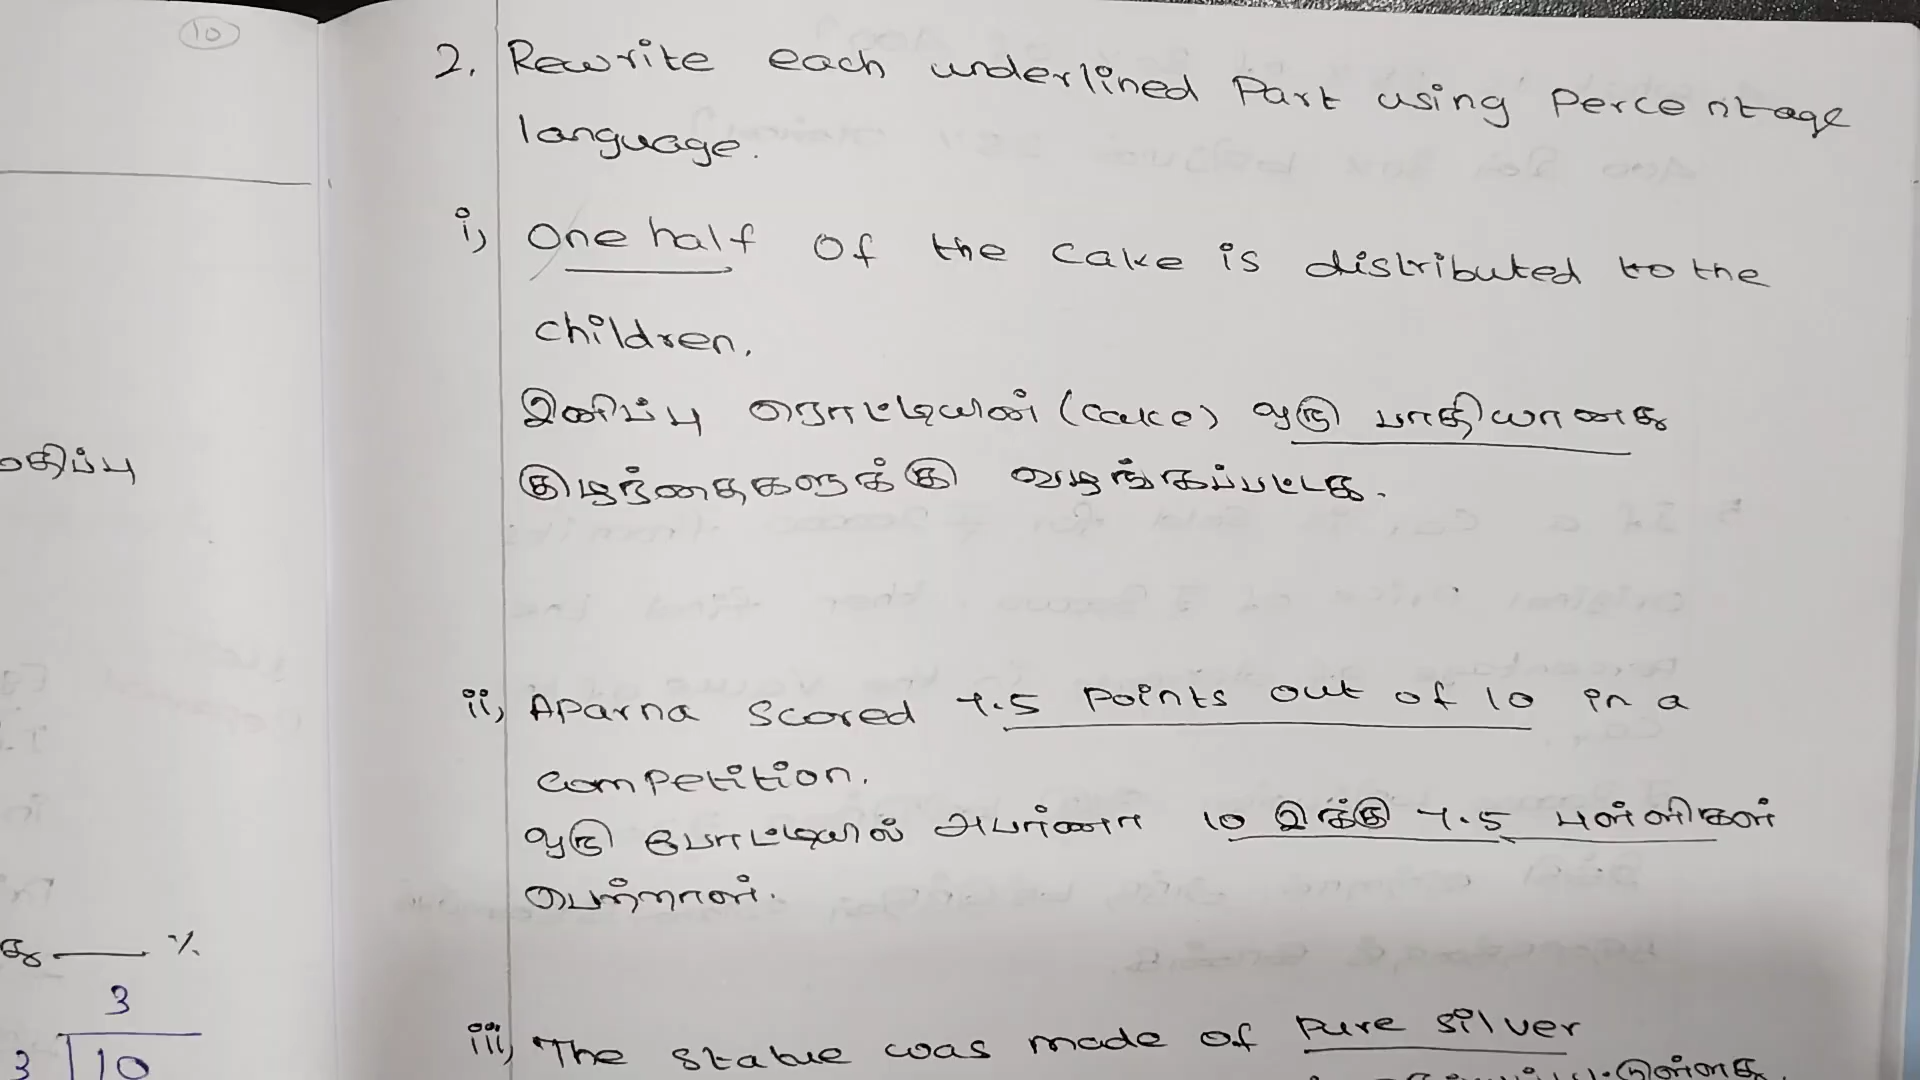 10
மதிப்பு
து ____ %
3
3 10
2. Rewrite each underlined Part using Percentage
language.
i) One half of the cake is distributed to the
children.
இனிப்பு ரொட்டியின் (cake) ஒரு பாதியானது
குழந்தைகளுக்கு வழங்கப்பட்டது.
ii) Aparna Scored 7.5 Points out of 10 in a
competition.
ஒரு போட்டியில் அபர்ணா 10 இக்கு 7.5 புள்ளிகள்
பெற்றாள்.
iii) The statue was made of pure silver